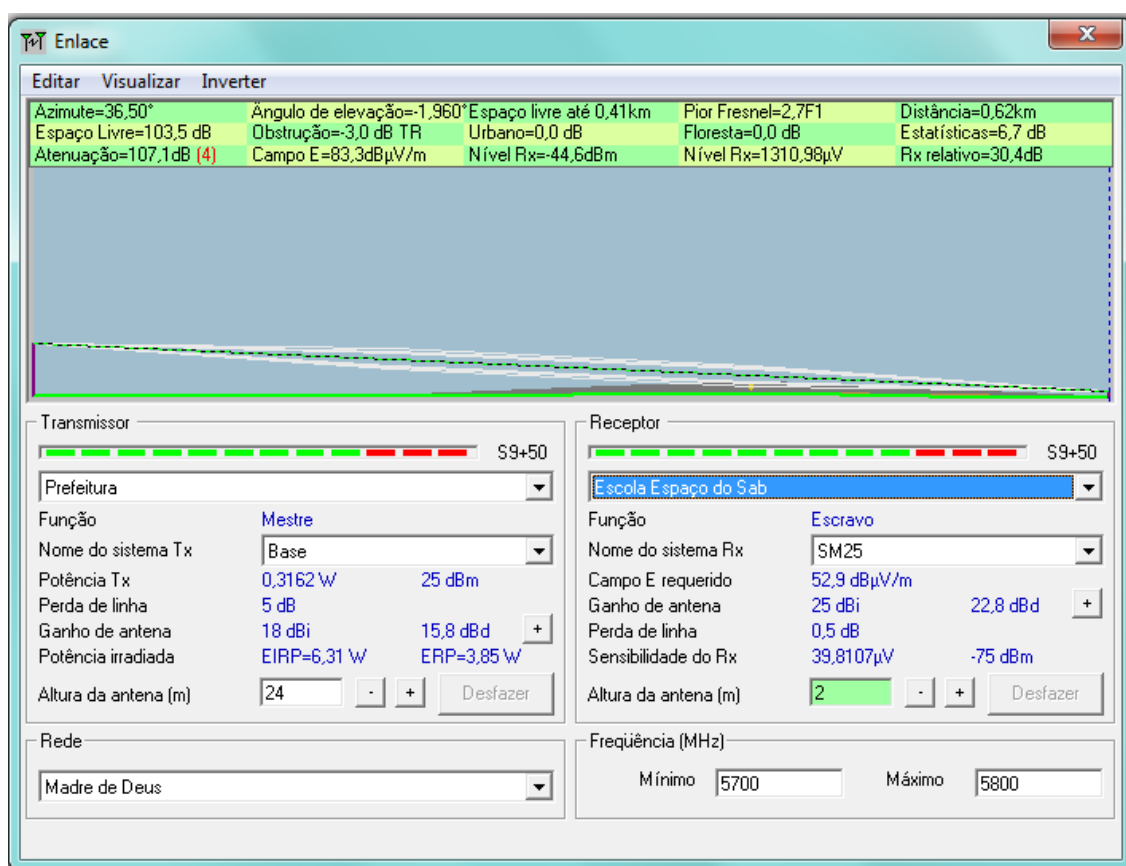 Enlace
Editar Visualizar Inverter
Azimute=36,50° Ângulo de elevação=-1,960° Espaço livre até 0,41km Pior Fresnel=2,7F1 Distância=0,62km
Espaço Livre=103,5 dB Obstrução=-3,0 dB TR Urbano=0,0 dB Floresta=0,0 dB Estatísticas=6,7 dB
Atenuação=107,1dB (4) Campo E=83,3dBµV/m Nível Rx=-44,6dBm Nível Rx=1310,98µV Rx relativo=30,4dB
Transmissor
S9+50
Prefeitura
Função Mestre
Nome do sistema Tx Base
Potência Tx 0,3162 W 25 dBm
Perda de linha 5 dB
Ganho de antena 18 dBi 15,8 dBd +
Potência irradiada EIRP=6,31 W ERP=3,85 W
Altura da antena (m) 24 - + Desfazer
Rede
Madre de Deus
Receptor
S9+50
Escola Espaço do Sab
Função Escravo
Nome do sistema Rx SM25
Campo E requerido 52,9 dBµV/m
Ganho de antena 25 dBi 22,8 dBd +
Perda de linha 0,5 dB
Sensibilidade do Rx 39,8107µV -75 dBm
Altura da antena (m) 2 - + Desfazer
Freqüência (MHz)
Mínimo 5700 Máximo 5800